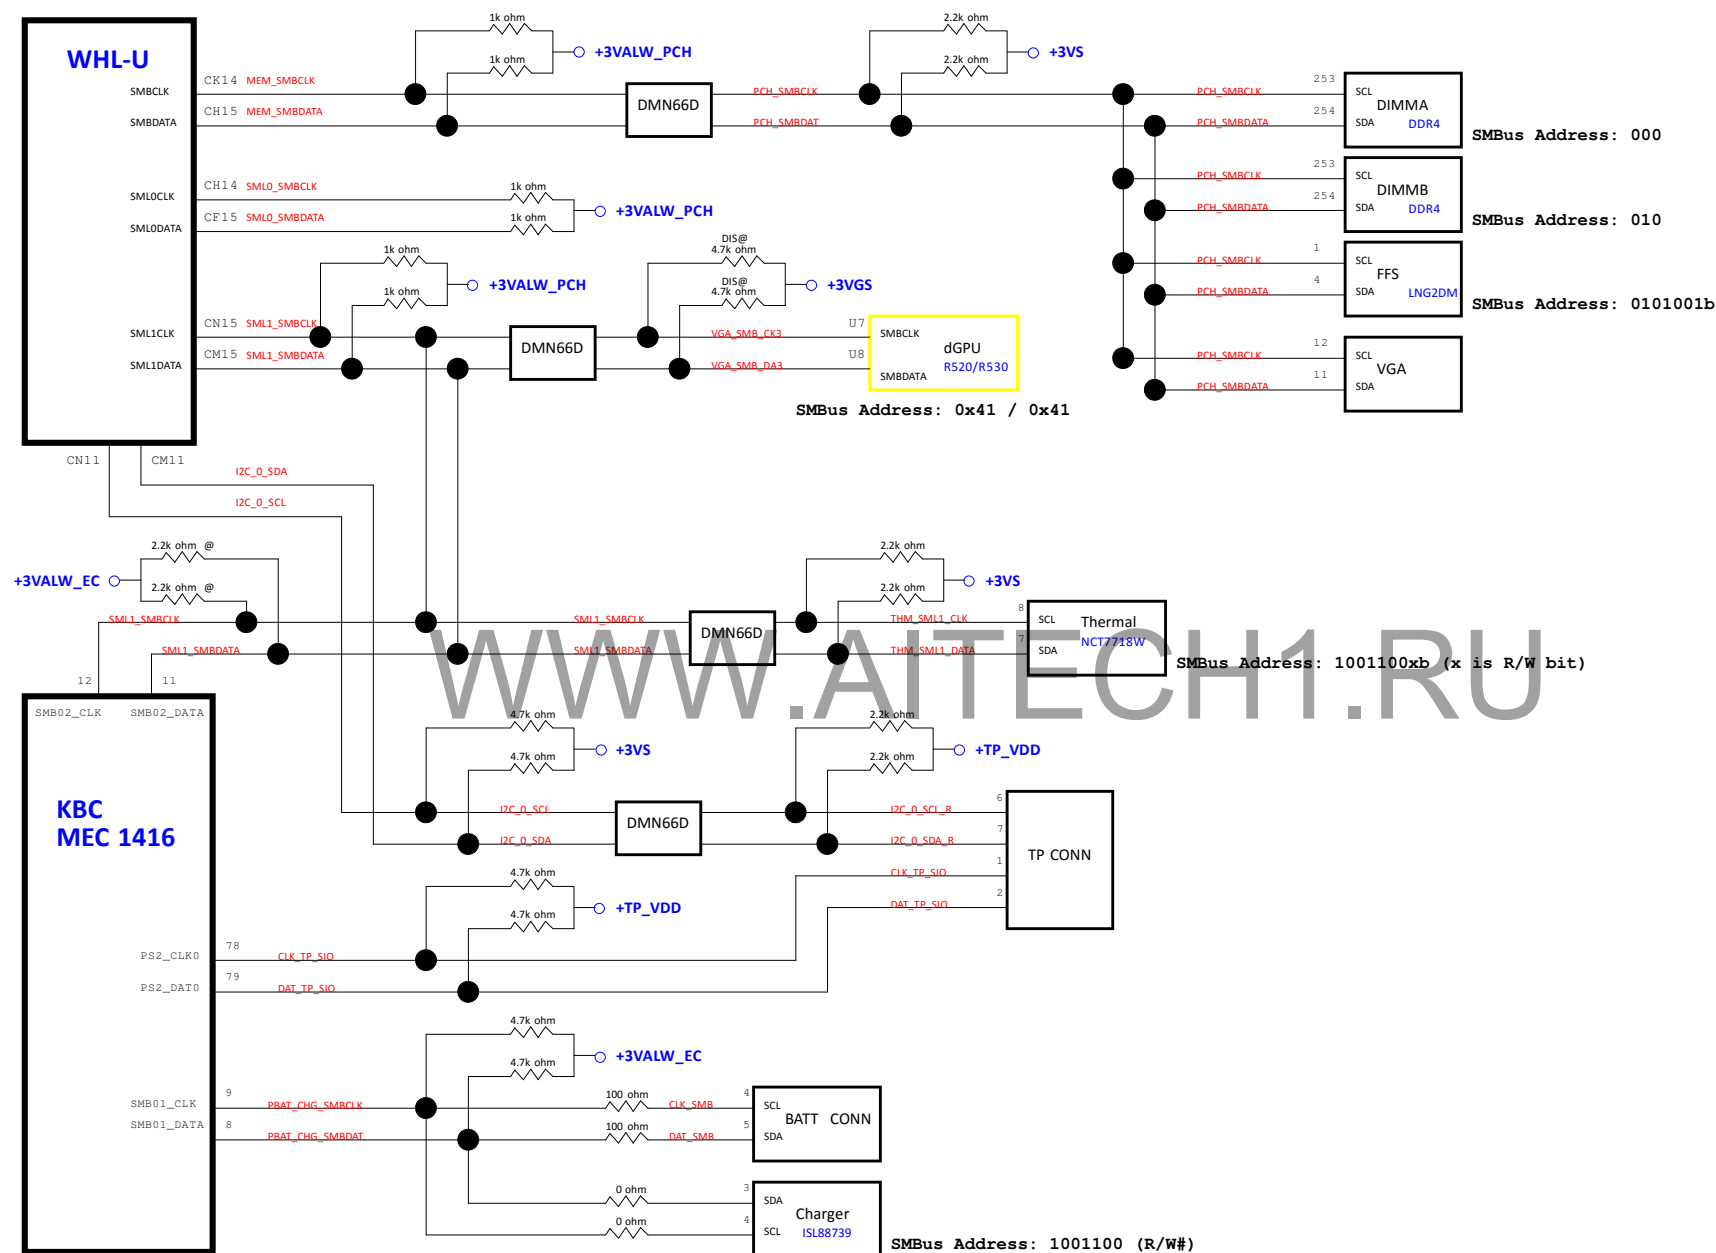 WHL-U
SMBCLK
SMBDATA
SML0CLK
SML0DATA
SML1CLK
SML1DATA
CK14 MEM_SMBCLK
CH15 MEM_SMBDATA
1k ohm
1k ohm
+3VALW_PCH
DMN66D
PCH_SMBCLK
PCH_SMBDAT
2.2k ohm
2.2k ohm
+3VS
PCH_SMBCLK
PCH_SMBDATA
253
254
SCL
SDA
DIMMA
DDR4
SMBus Address: 000
PCH_SMBCLK
PCH_SMBDATA
253
254
SCL
SDA
DIMMB
DDR4
SMBus Address: 010
PCH_SMBCLK
PCH_SMBDATA
1
4
SCL
SDA
FFS
LNG2DM
SMBus Address: 0101001b
PCH_SMBCLK
PCH_SMBDATA
12
11
SCL
SDA
VGA
CH14 SML0_SMBCLK
CF15 SML0_SMBDATA
1k ohm
1k ohm
+3VALW_PCH
CN15 SML1_SMBCLK
CM15 SML1_SMBDATA
1k ohm
1k ohm
+3VALW_PCH
DMN66D
DIS@
4.7k ohm
DIS@
4.7k ohm
+3VGS
VGA_SMB_CK3
VGA_SMB_DA3
U7
U8
SMBCLK
SMBDATA
dGPU
R520/R530
SMBus Address: 0x41 / 0x41
CN11
CM11
I2C_0_SDA
I2C_0_SCL
2.2k ohm @
2.2k ohm @
+3VALW_EC
SML1_SMBCLK
SML1_SMBDATA
SML1_SMBCLK
SML1_SMBDATA
DMN66D
2.2k ohm
2.2k ohm
+3VS
THM_SML1_CLK
THM_SML1_DATA
8
7
SCL
SDA
Thermal
NCT7718W
SMBus Address: 1001100xb (x is R/W bit)
WWW.AITECH1.RU
12
11
SMB02_CLK
SMB02_DATA
KBC
MEC 1416
4.7k ohm
4.7k ohm
+3VS
I2C_0_SCL
I2C_0_SDA
DMN66D
2.2k ohm
2.2k ohm
+TP_VDD
I2C_0_SCL_R
I2C_0_SDA_R
CLK_TP_SIO
DAT_TP_SIO
6
7
1
2
TP CONN
4.7k ohm
4.7k ohm
+TP_VDD
PS2_CLK0
PS2_DAT0
78
79
CLK_TP_SIO
DAT_TP_SIO
4.7k ohm
4.7k ohm
+3VALW_EC
SMB01_CLK
SMB01_DATA
9
8
PBAT_CHG_SMBCLK
PBAT_CHG_SMBDAT
100 ohm
100 ohm
CLK_SMB
DAT_SMB
4
5
SCL
SDA
BATT CONN
0 ohm
0 ohm
3
4
SDA
SCL
Charger
ISL88739
SMBus Address: 1001100 (R/W#)